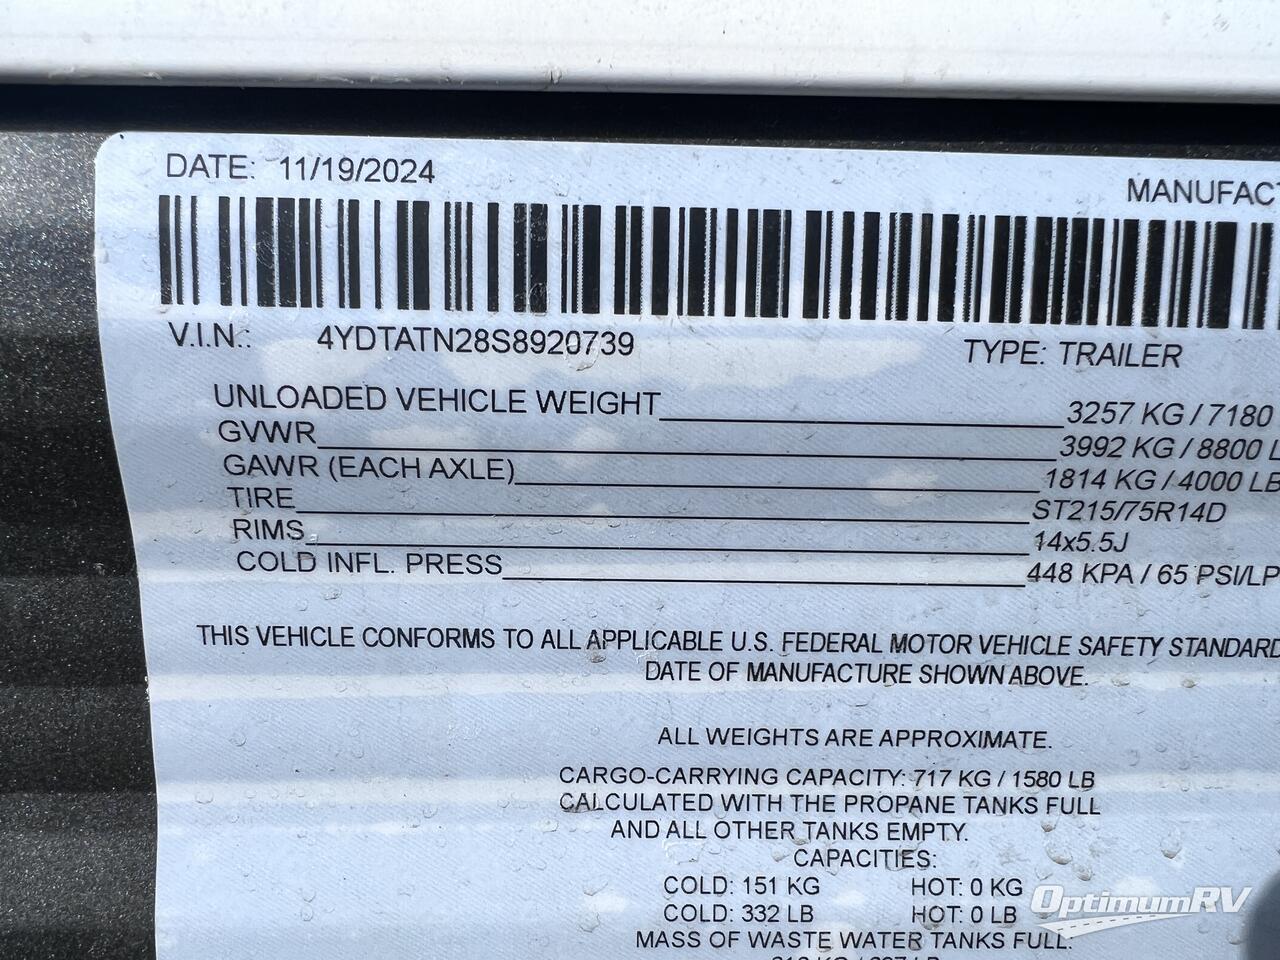 DATE: 11/19/2024
MANUFACT
V.I.N.: 4YDTATN28S8920739
TYPE: TRAILER
UNLOADED VEHICLE WEIGHT 3257 KG / 7180
GVWR 3992 KG / 8800 L
GAWR (EACH AXLE) 1814 KG / 4000 LB
TIRE ST215/75R14D
RIMS 14x5.5J
COLD INFL. PRESS 448 KPA / 65 PSI/LP
THIS VEHICLE CONFORMS TO ALL APPLICABLE U.S. FEDERAL MOTOR VEHICLE SAFETY STANDARD
DATE OF MANUFACTURE SHOWN ABOVE.
ALL WEIGHTS ARE APPROXIMATE.
CARGO-CARRYING CAPACITY: 717 KG / 1580 LB
CALCULATED WITH THE PROPANE TANKS FULL
AND ALL OTHER TANKS EMPTY.
CAPACITIES:
COLD: 151 KG HOT: 0 KG
COLD: 332 LB HOT: 0 LB
MASS OF WASTE WATER TANKS FULL:
OptimumRV